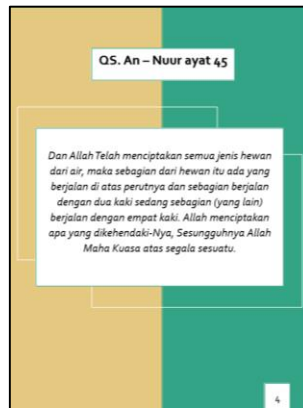 QS. An – Nuur ayat 45
Dan Allah Telah menciptakan semua jenis hewan
dari air, maka sebagian dari hewan itu ada yang
berjalan di atas perutnya dan sebagian berjalan
dengan dua kaki sedang sebagian (yang lain)
berjalan dengan empat kaki. Allah menciptakan
apa yang dikehendaki-Nya, Sesungguhnya Allah
Maha Kuasa atas segala sesuatu.
4